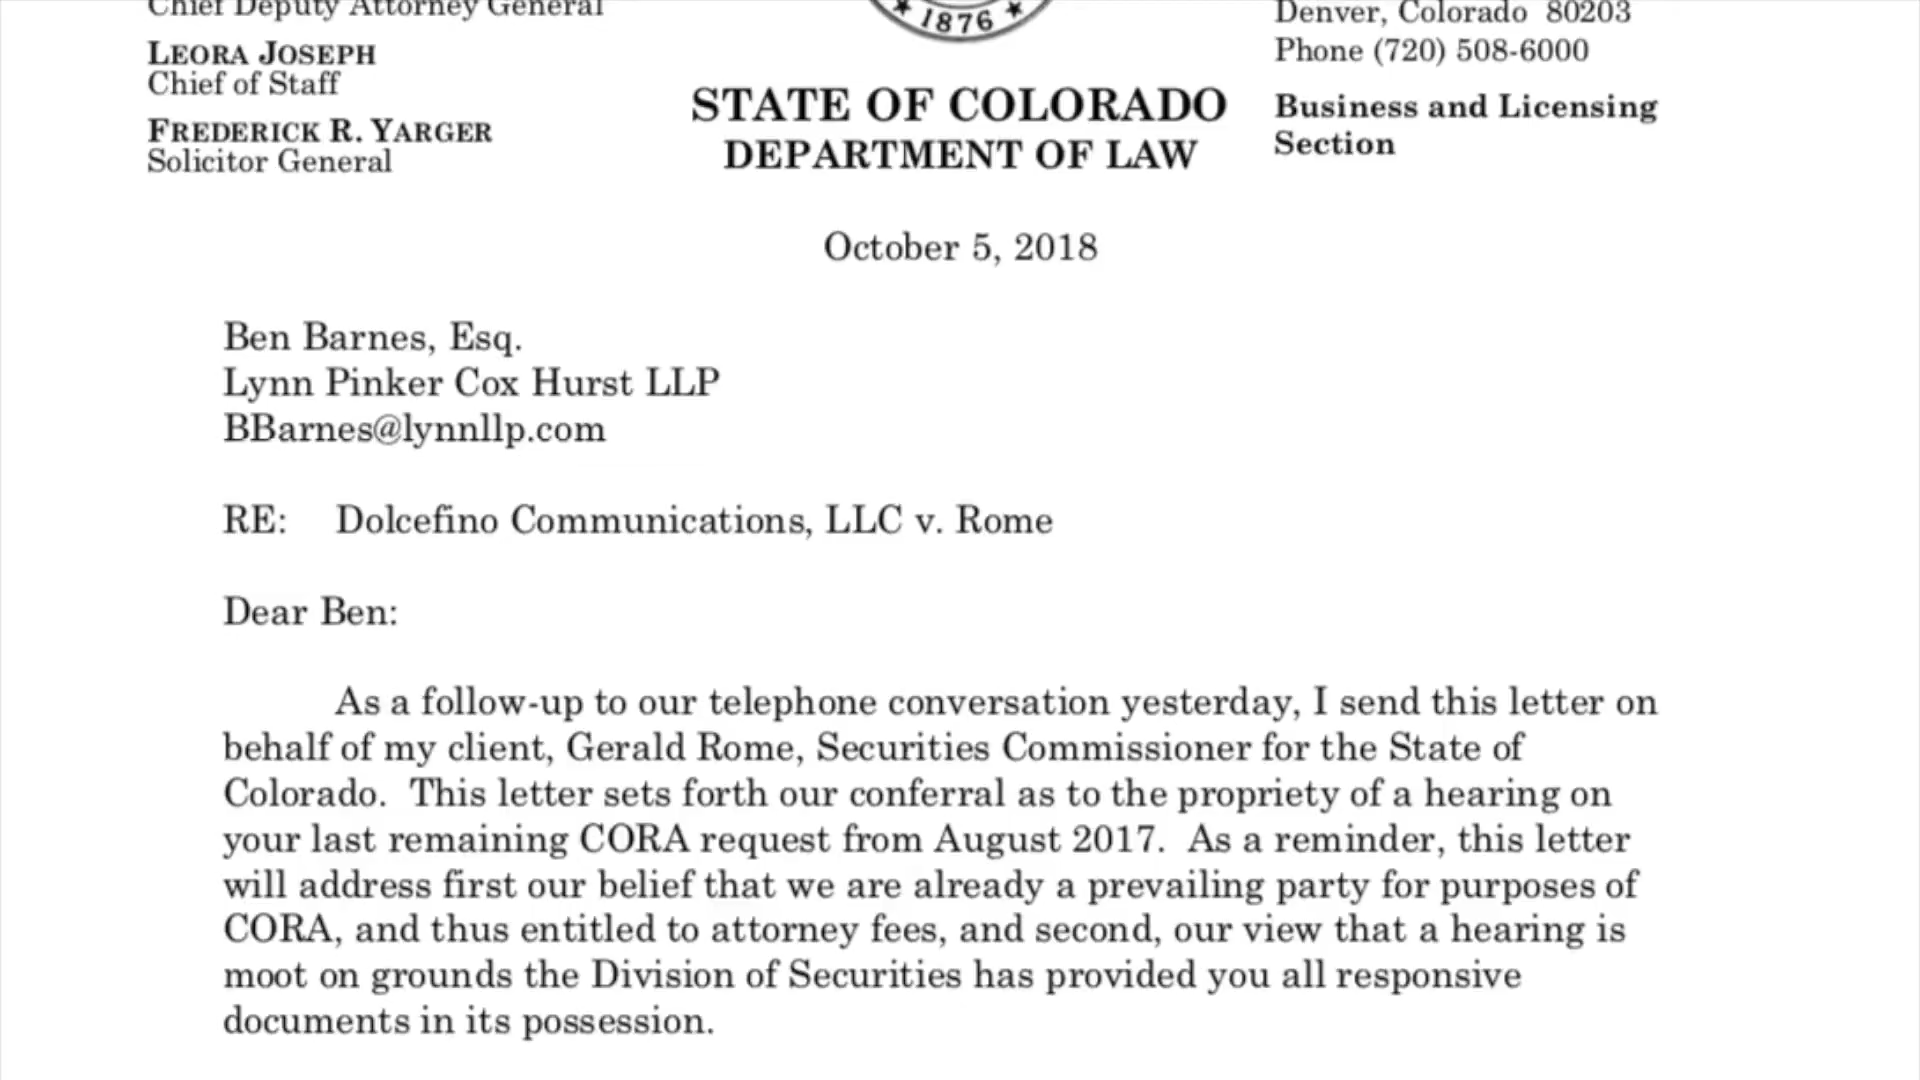 Chief Deputy Attorney General
LEORA JOSEPH
Chief of Staff
FREDERICK R. YARGER
Solicitor General
★ 1876 ★
STATE OF COLORADO
DEPARTMENT OF LAW
Denver, Colorado 80203
Phone (720) 508-6000
Business and Licensing
Section
October 5, 2018
Ben Barnes, Esq.
Lynn Pinker Cox Hurst LLP
BBarnes@lynnllp.com
RE: Dolcefino Communications, LLC v. Rome
Dear Ben:
As a follow-up to our telephone conversation yesterday, I send this letter on
behalf of my client, Gerald Rome, Securities Commissioner for the State of
Colorado. This letter sets forth our conferral as to the propriety of a hearing on
your last remaining CORA request from August 2017. As a reminder, this letter
will address first our belief that we are already a prevailing party for purposes of
CORA, and thus entitled to attorney fees, and second, our view that a hearing is
moot on grounds the Division of Securities has provided you all responsive
documents in its possession.